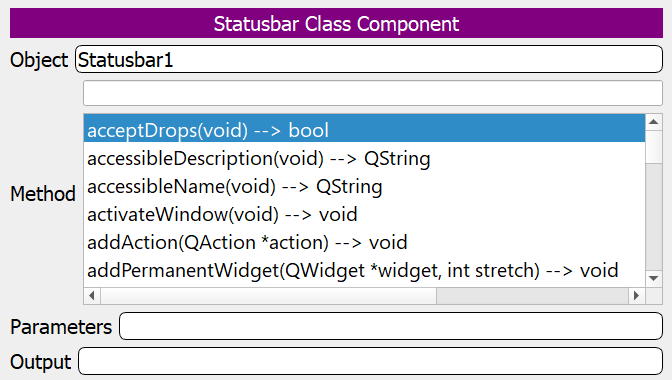 Statusbar Class Component
Object Statusbar1
Method
acceptDrops(void) --> bool
accessibleDescription(void) --> QString
accessibleName(void) --> QString
activateWindow(void) --> void
addAction(QAction *action) --> void
addPermanentWidget(QWidget *widget, int stretch) --> void
Parameters
Output